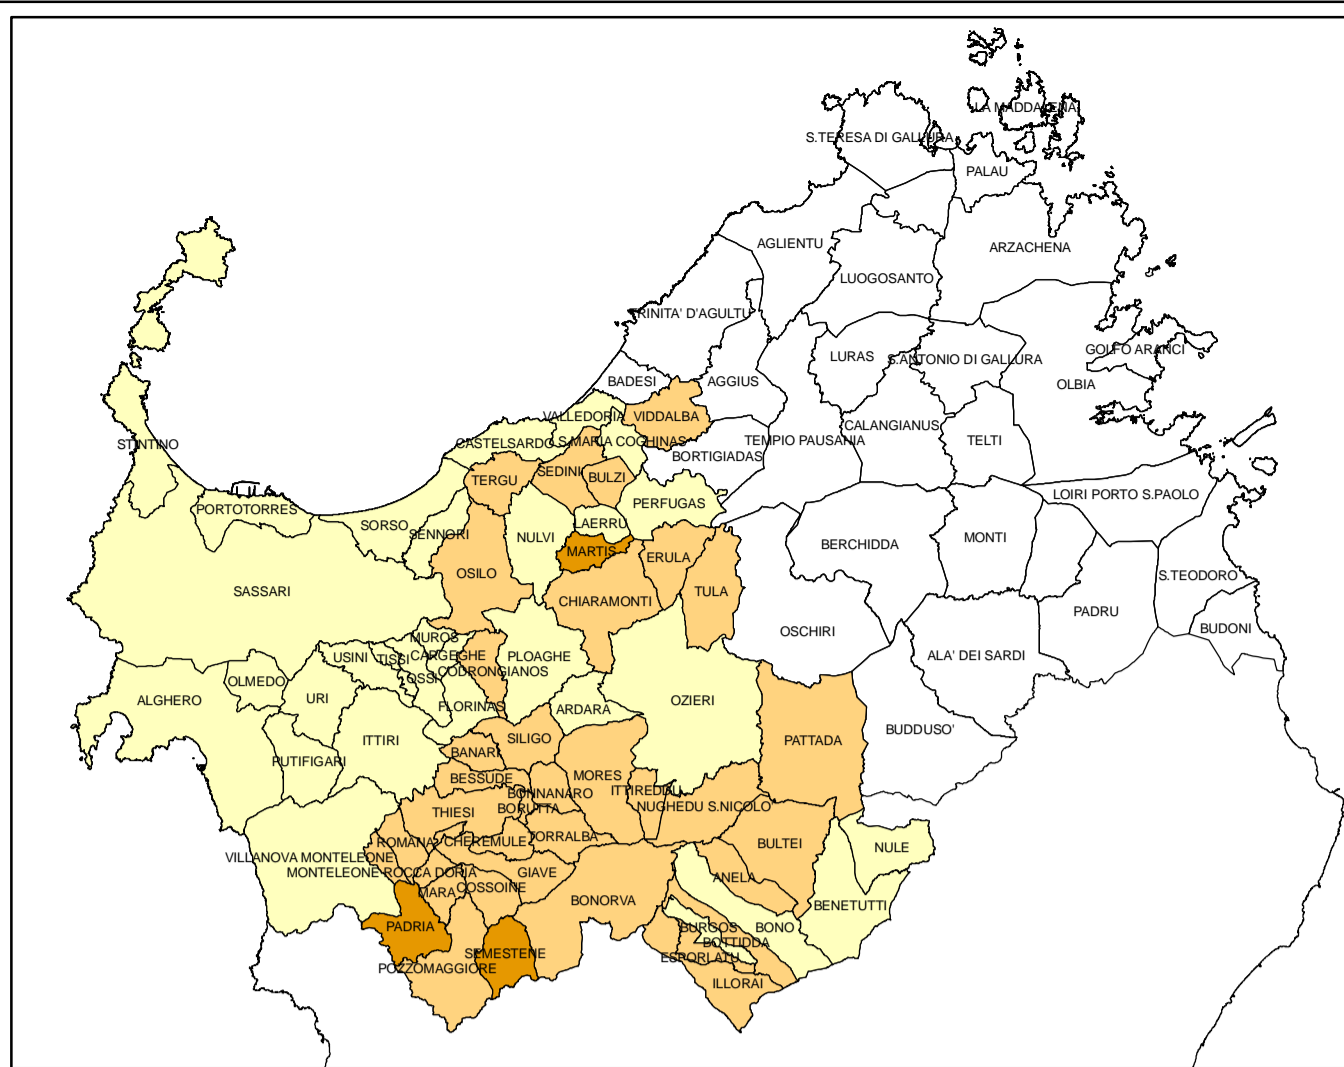 LA MADDALENA
S.TERESA DI GALLURA
PALAU
AGLIENTU
ARZACHENA
LUOGOSANTO
TRINITA' D'AGULTU
GOLFO ARANCI
LURAS
S.ANTONIO DI GALLURA
BADESI
AGGIUS
OLBIA
VALLEDORIA
VIDDALBA
CALANGIANUS
STINTINO
CASTELSARDO
S.MARIA COGHINAS
TEMPIO PAUSANIA
TELTI
BORTIGIADAS
SEDINI
BULZI
TERGU
LOIRI PORTO S.PAOLO
PERFUGAS
PORTOTORRES
SORSO
LAERRU
SENNORI
NULVI
MONTI
BERCHIDDA
MARTIS
ERULA
OSILO
S.TEODORO
SASSARI
TULA
CHIARAMONTI
PADRU
BUDONI
OSCHIRI
MUROS
CARGEGHE
USINI
TISSI
PLOAGHE
ALA' DEI SARDI
CODRONGIANOS
OSSI
OLMEDO
URI
ALGHERO
OZIERI
FLORINAS
ARDARA
BUDDUSO'
SILIGO
ITTIRI
PATTADA
BANARI
PUTIFIGARI
MORES
BESSUDE
ITTIREDDU
BONNANARO
NUGHEDU S.NICOLO
BORUTTA
THIESI
TORRALBA
ROMANA
CHEREMULE
BULTEI
NULE
VILLANOVA MONTELEONE
MONTELEONE ROCCA DORIA
GIAVE
ANELA
COSSOINE
MARA
BONORVA
BENETUTTI
PADRIA
BURGOS
BONO
BOTTIDDA
SEMESTENE
ESPORLATU
POZZOMAGGIORE
ILLORAI